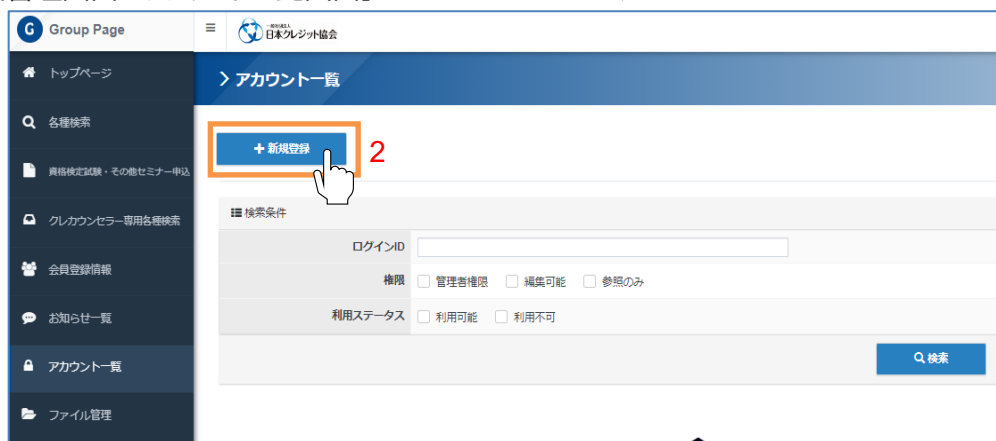 G Group Page
一般社団法人
日本クレジット協会
トップページ
各種検索
資格検定試験・その他セミナー申込
クレカウンセラー専用各種検索
会員登録情報
お知らせ一覧
アカウント一覧
ファイル管理
アカウント一覧
新規登録
2
検索条件
ログインID
権限 管理者権限 編集可能 参照のみ
利用ステータス 利用可能 利用不可
検索